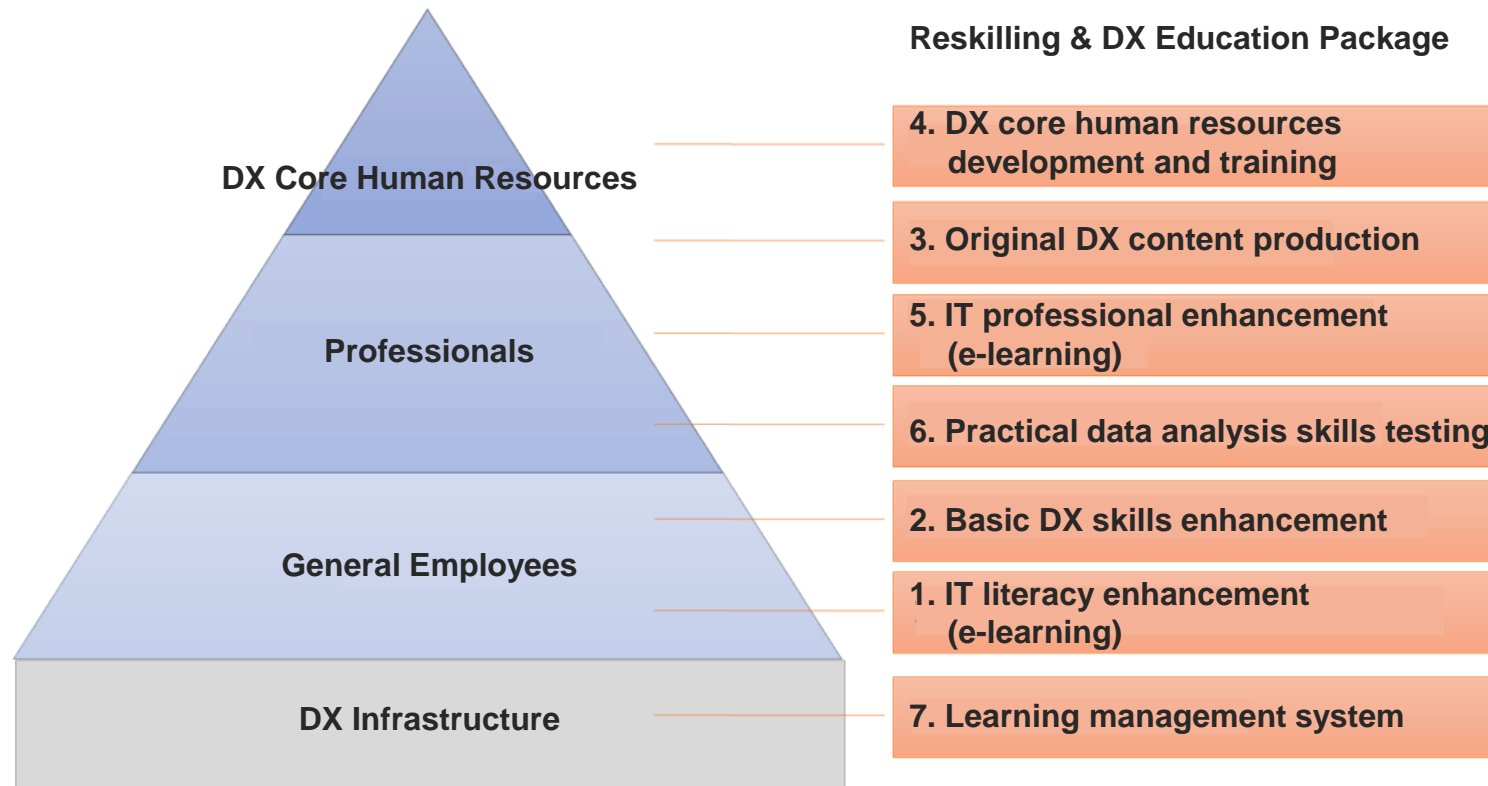 Reskilling & DX Education Package
DX Core Human Resources
Professionals
General Employees
DX Infrastructure
4. DX core human resources
development and training
3. Original DX content production
5. IT professional enhancement
(e-learning)
6. Practical data analysis skills testing
2. Basic DX skills enhancement
1. IT literacy enhancement
(e-learning)
7. Learning management system